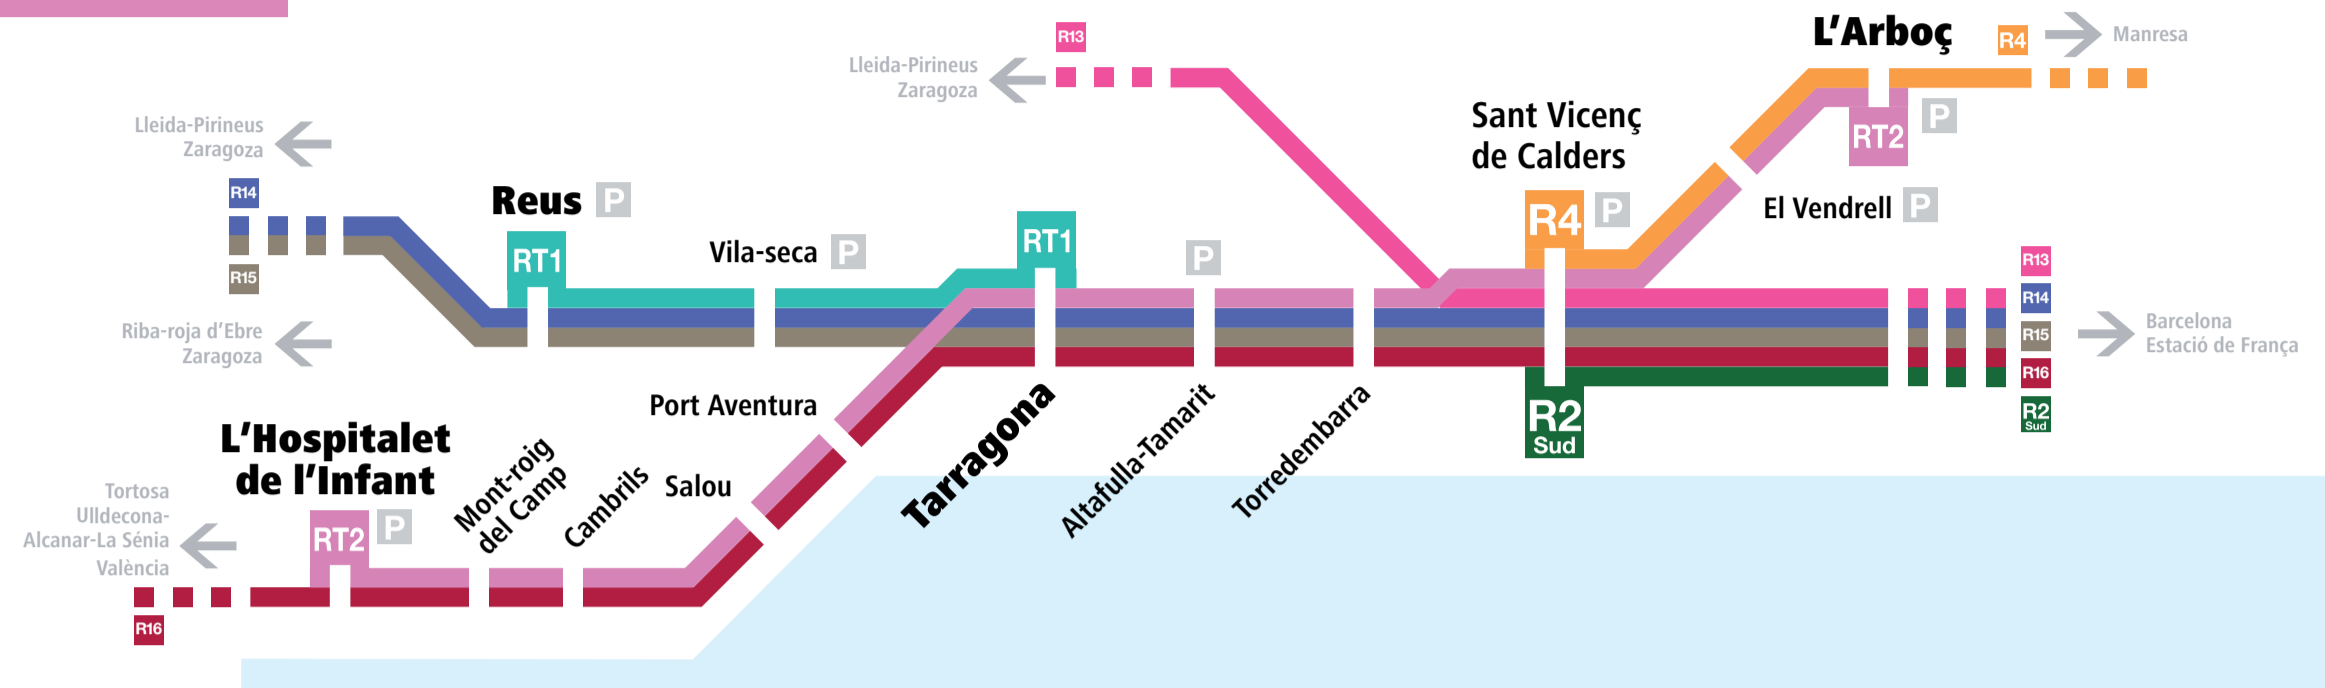 R13
Lleida-Pirineus
Zaragoza
L'Arboç
R4
Manresa
P
RT2
Sant Vicenç
de Calders
R4
P
El Vendrell P
Lleida-Pirineus
Zaragoza
R14
R15
Riba-roja d'Ebre
Zaragoza
Reus P
RT1
Vila-seca P
RT1
P
R13
R14
R15
R16
R2
Sud
Barcelona
Estació de França
R2
Sud
Port Aventura
Salou
L'Hospitalet
de l'Infant
RT2
P
Mont-roig
del Camp
Cambrils
Tarragona
Altafulla-Tamarit
Torredembarra
Tortosa
Ulldecona-
Alcanar-La Sénia
València
R16